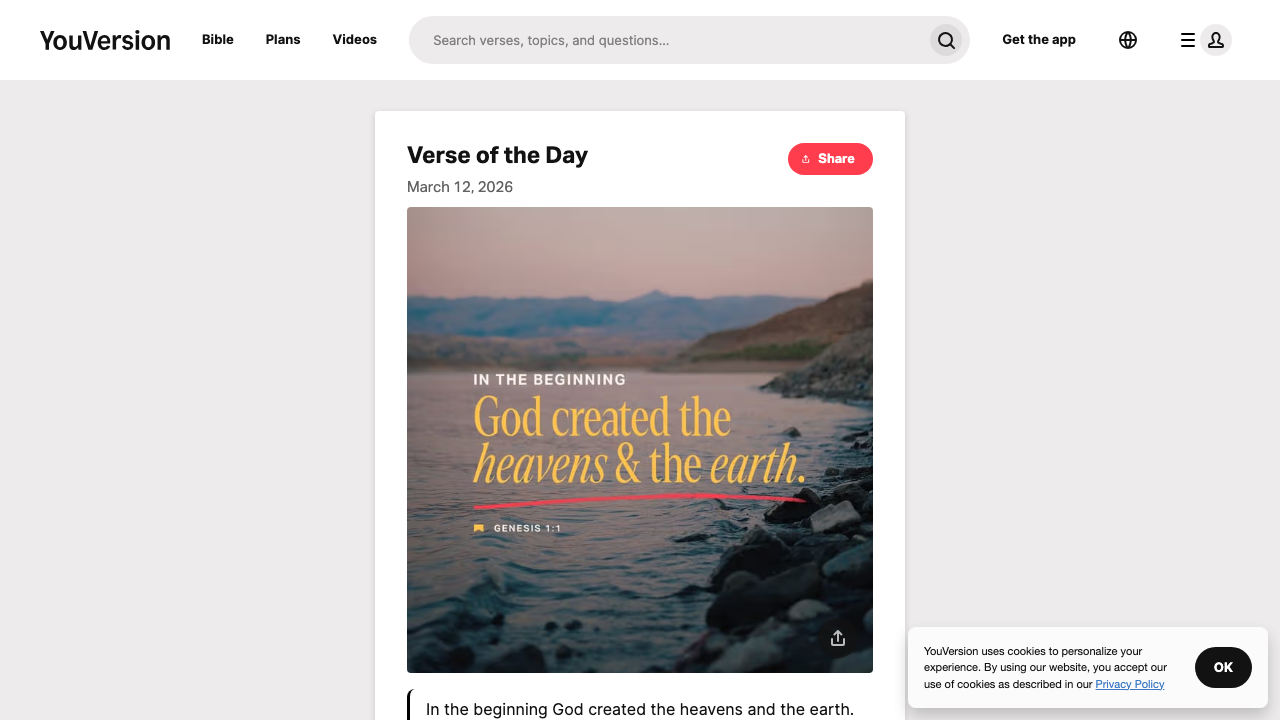 YouVersion
Bible
Plans
Videos
Search verses, topics, and questions...
Get the app
Verse of the Day
Share
March 12, 2026
IN THE BEGINNING
God created the
heavens & the earth.
GENESIS 1:1
In the beginning God created the heavens and the earth.
YouVersion uses cookies to personalize your
experience. By using our website, you accept our
use of cookies as described in our Privacy Policy
OK